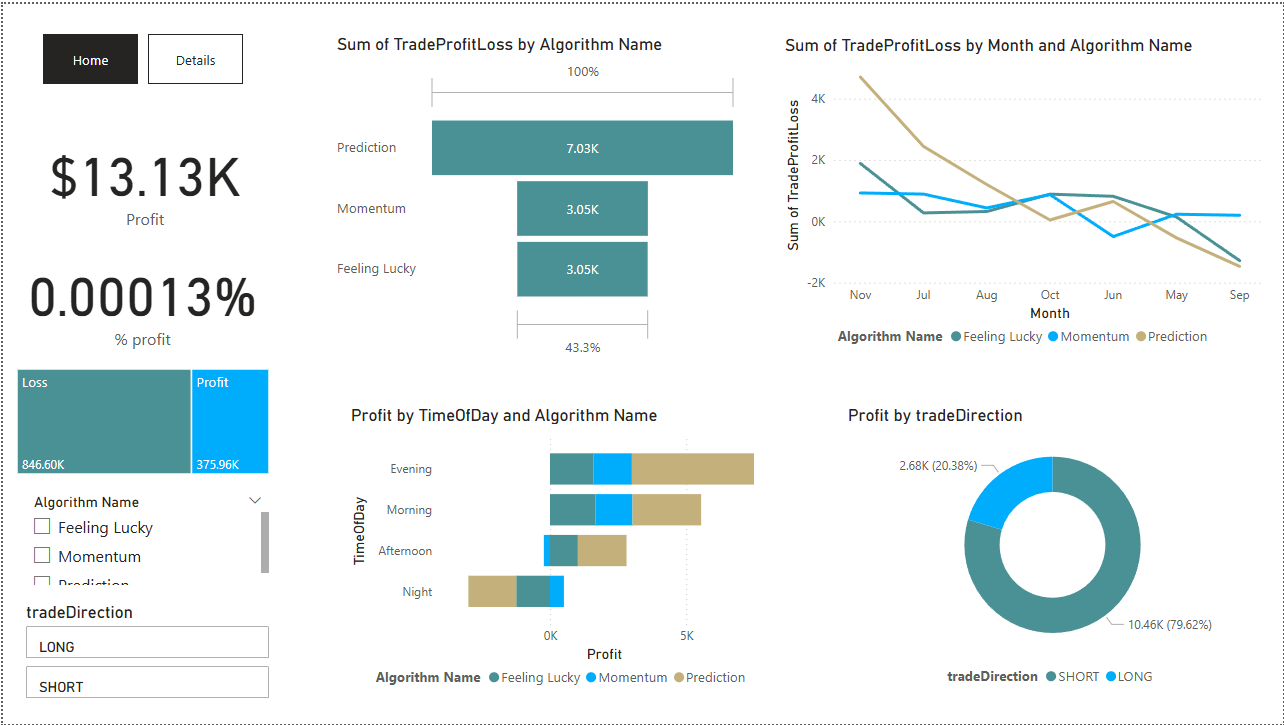 Home
Details
$13.13K
Profit
0.00013%
% profit
Loss
Profit
846.60K
375.96K
Algorithm Name
Feeling Lucky
Momentum
Prediction
tradeDirection
LONG
SHORT
Sum of TradeProfitLoss by Algorithm Name
100%
Prediction
7.03K
Momentum
3.05K
Feeling Lucky
3.05K
43.3%
Sum of TradeProfitLoss by Month and Algorithm Name
Sum of TradeProfitLoss
4K
2K
0K
-2K
Nov Jul Aug Oct Jun May Sep
Month
Algorithm Name Feeling Lucky Momentum Prediction
Profit by TimeOfDay and Algorithm Name
TimeOfDay
Evening
Morning
Afternoon
Night
0K 5K
Profit
Algorithm Name Feeling Lucky Momentum Prediction
Profit by tradeDirection
2.68K (20.38%)
10.46K (79.62%)
tradeDirection SHORT LONG